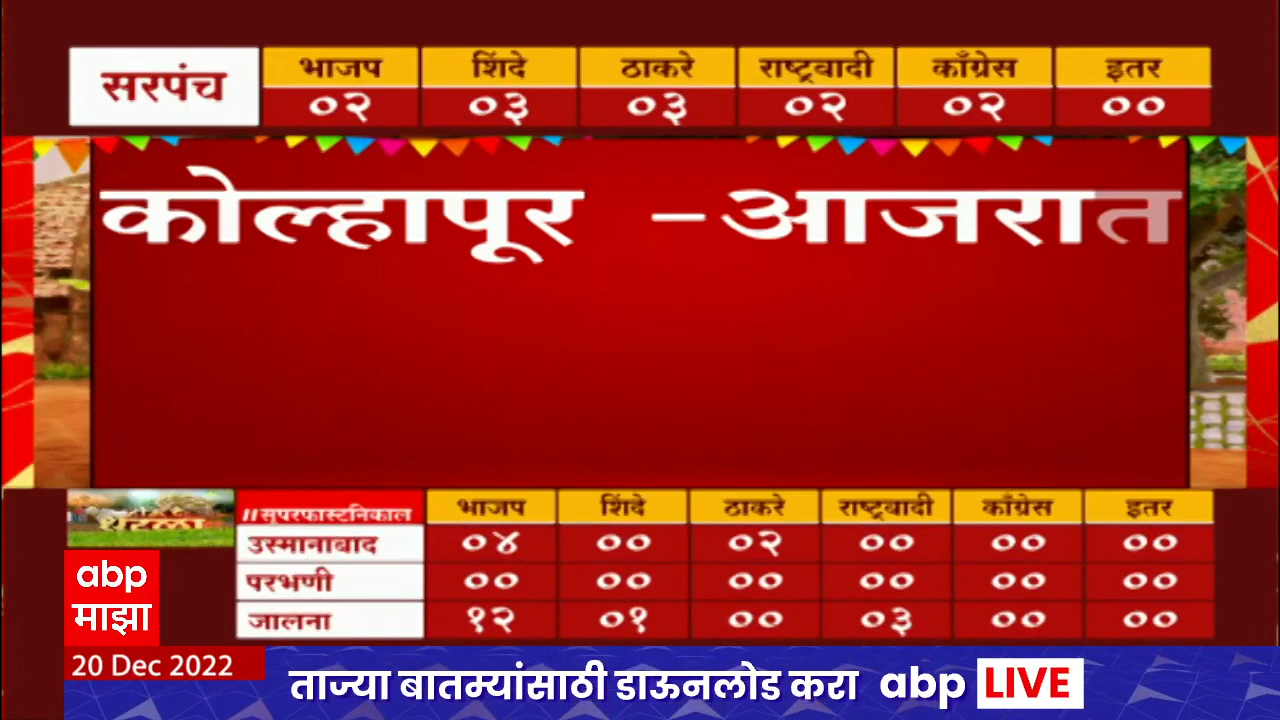 सरपंच भाजप शिंदे ठाकरे राष्ट्रवादी काँग्रेस इतर
०२ ०३ ०३ ०२ ०२ ००
कोल्हापूर -आजरात
//सुपरफास्टनिकाल भाजप शिंदे ठाकरे राष्ट्रवादी काँग्रेस इतर
उस्मानाबाद ०४ ०० ०२ ०० ०० ००
परभणी ०० ०० ०० ०० ०० ००
जालना १२ ०१ ०० ०३ ०० ००
abp
माझा
20 Dec 2022
ताज्या बातम्यांसाठी डाऊनलोड करा abp LIVE